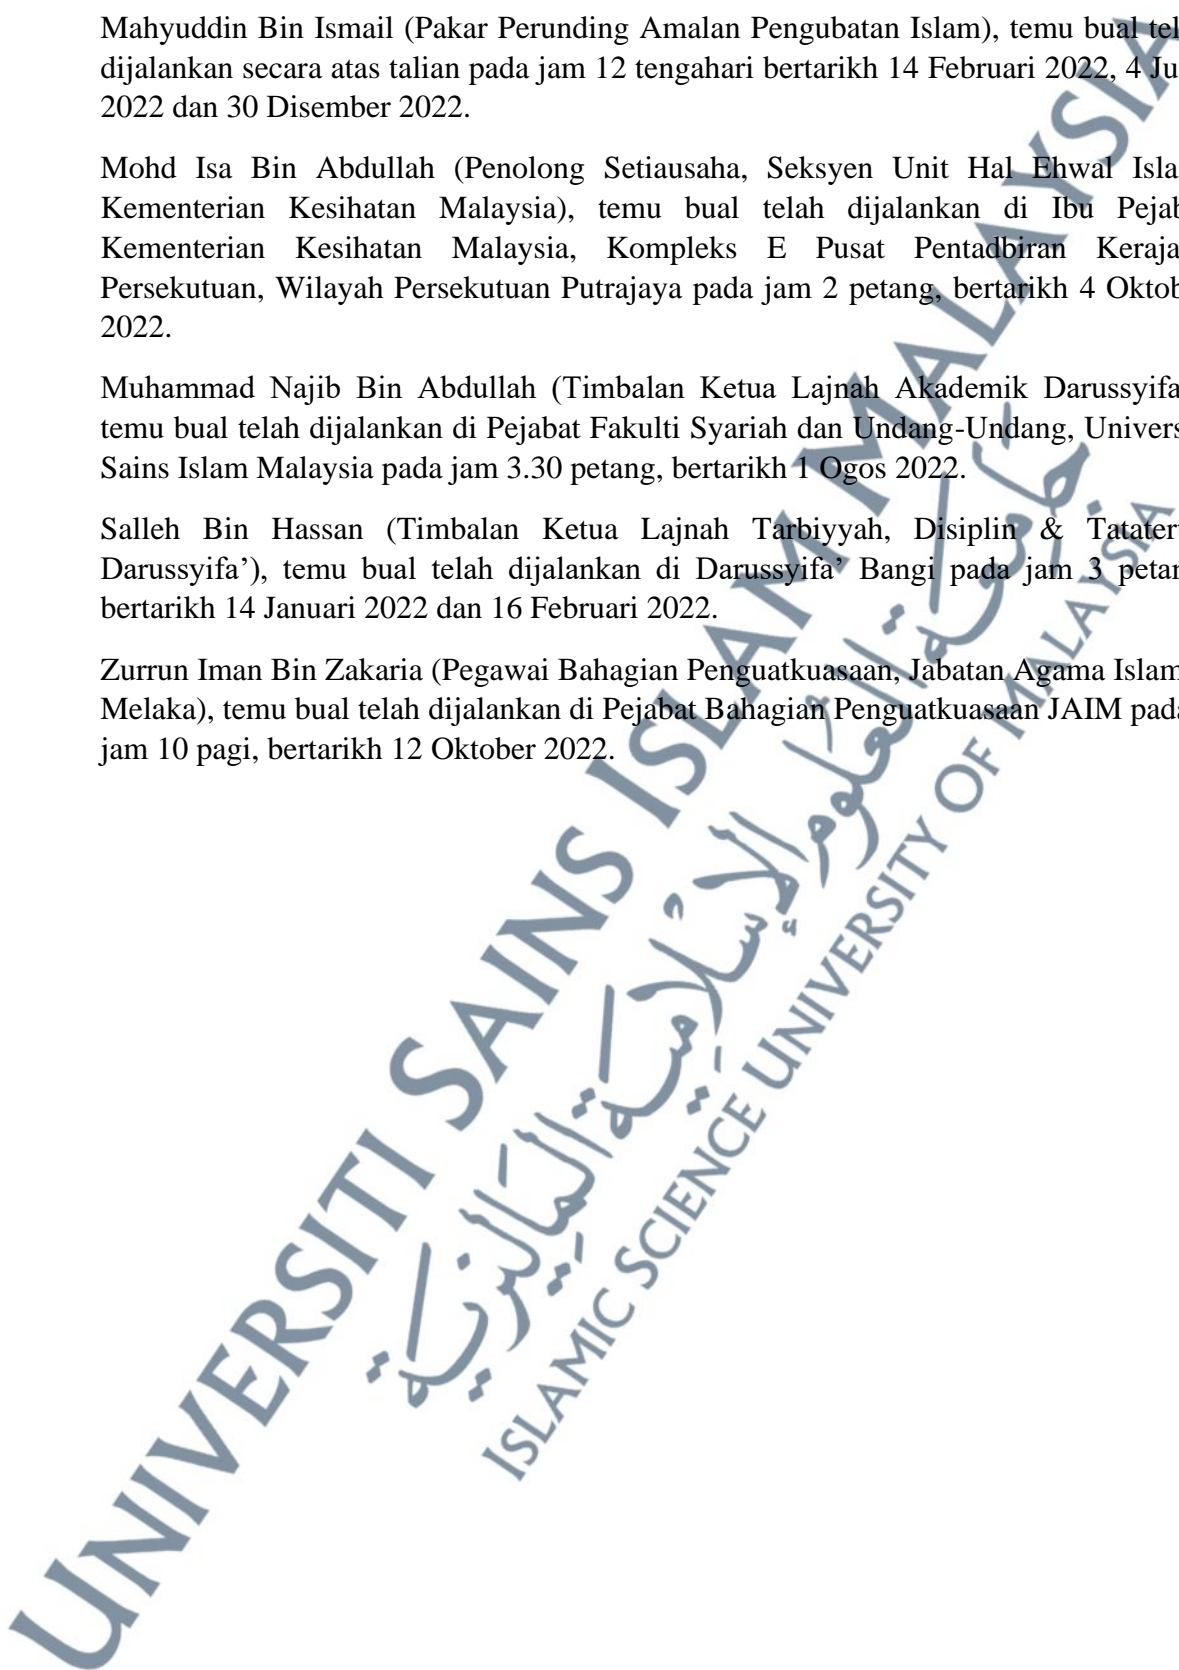 Mahyuddin Bin Ismail (Pakar Perunding Amalan Pengubatan Islam), temu bual tel
dijalankan secara atas talian pada jam 12 tengahari bertarikh 14 Februari 2022, 4 Ju
2022 dan 30 Disember 2022.
Mohd Isa Bin Abdullah (Penolong Setiausaha, Seksyen Unit Hal Ehwal Isla
Kementerian Kesihatan Malaysia), temu bual telah dijalankan di Ibu Pejab
Kementerian Kesihatan Malaysia, Kompleks E Pusat Pentadbiran Keraja
Persekutuan, Wilayah Persekutuan Putrajaya pada jam 2 petang, bertarikh 4 Oktob
2022.
Muhammad Najib Bin Abdullah (Timbalan Ketua Lajnah Akademik Darussyifa
temu bual telah dijalankan di Pejabat Fakulti Syariah dan Undang-Undang, Univers
Sains Islam Malaysia pada jam 3.30 petang, bertarikh 1 Ogos 2022.
Salleh Bin Hassan (Timbalan Ketua Lajnah Tarbiyyah, Disiplin & Tatater
Darussyifa’), temu bual telah dijalankan di Darussyifa’ Bangi pada jam 3 petan
bertarikh 14 Januari 2022 dan 16 Februari 2022.
Zurrun Iman Bin Zakaria (Pegawai Bahagian Penguatkuasaan, Jabatan Agama Islam
Melaka), temu bual telah dijalankan di Pejabat Bahagian Penguatkuasaan JAIM pada
jam 10 pagi, bertarikh 12 Oktober 2022.
UNIVERSITI SAINS ISLAM MALAYSIA
جامعة العلوم الإسلامية الماليزية
ISLAMIC SCIENCE UNIVERSITY OF MALAYSIA